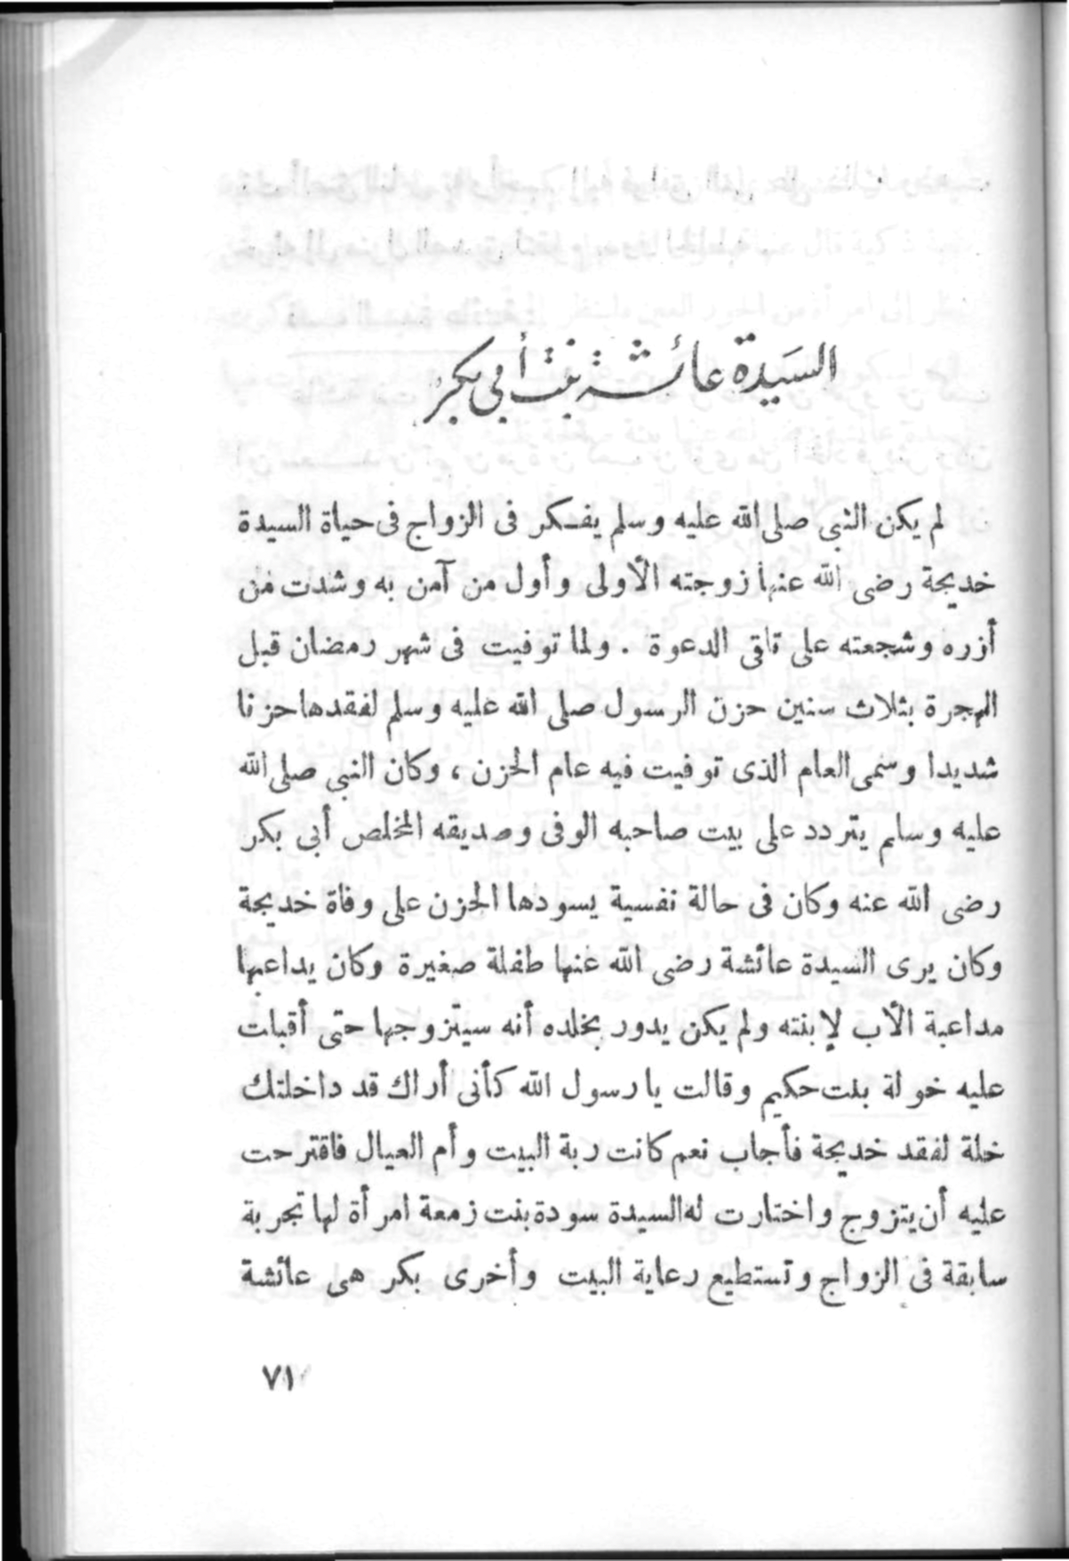 السيدة عائشة بنت أبي بكر
لم يكن النبى صلى الله عليه وسلم يفكر فى الزواج فى حياة السيدة
خديجة رضى الله عنها زوجته الأولى وأول من آمن به وشدت من
أزره وشجعته على تلقى الدعوة . ولما توفيت فى شهر رمضان قبل
الهجرة بثلاث سنين حزن الرسول صلى الله عليه وسلم لفقدها حزنا
شديدا وسمى العام الذى توفيت فيه عام الحزن ، وكان النبى صلى الله
عليه وسلم يتردد على بيت صاحبه الوفى وصديقه المخلص أبى بكر
رضى الله عنه وكان فى حالة نفسية يسودها الحزن على وفاة خديجة
وكان يرى السيدة عائشة رضى الله عنها طفلة صغيرة وكان يداعبها
مداعبة الأب لإبنته ولم يكن يدور بخلده أنه سيتزوجها حتى أقبلت
عليه خولة بنت حكيم وقالت يا رسول الله كأنى أراك قد داخلتك
خلة لفقد خديجة فأجاب نعم كانت ربة البيت وأم العيال فاقترحت
عليه أن يتزوج واختارت له السيدة سودة بنت زمعة امرأة لها تجربة
سابقة فى الزواج وتستطيع رعاية البيت وأخرى بكر هى عائشة
٧١